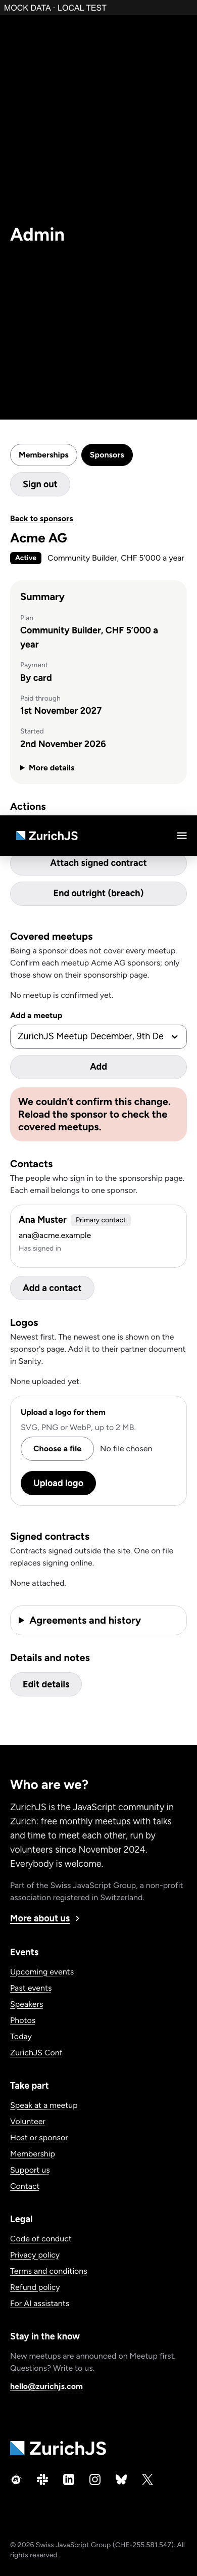 MOCK DATA · LOCAL TEST
Admin
Memberships
Sponsors
Sign out
Back to sponsors
Acme AG
Active
Community Builder, CHF 5'000 a year
Summary
Plan
Community Builder, CHF 5'000 a
year
Payment
By card
Paid through
1st November 2027
Started
2nd November 2026
More details
Actions
ZurichJS
Attach signed contract
End outright (breach)
Covered meetups
Being a sponsor does not cover every meetup.
Confirm each meetup Acme AG sponsors; only
those show on their sponsorship page.
No meetup is confirmed yet.
Add a meetup
ZurichJS Meetup December, 9th De
Add
We couldn't confirm this change.
Reload the sponsor to check the
covered meetups.
Contacts
The people who sign in to the sponsorship page.
Each email belongs to one sponsor.
Ana Muster
Primary contact
ana@acme.example
Has signed in
Add a contact
Logos
Newest first. The newest one is shown on the
sponsor's page. Add it to their partner document
in Sanity.
None uploaded yet.
Upload a logo for them
SVG, PNG or WebP, up to 2 MB.
Choose a file
No file chosen
Upload logo
Signed contracts
Contracts signed outside the site. One on file
replaces signing online.
None attached.
Agreements and history
Details and notes
Edit details
Who are we?
ZurichJS is the JavaScript community in
Zurich: free monthly meetups with talks
and time to meet each other, run by
volunteers since November 2024.
Everybody is welcome.
Part of the Swiss JavaScript Group, a non-profit
association registered in Switzerland.
More about us
Events
Upcoming events
Past events
Speakers
Photos
Today
ZurichJS Conf
Take part
Speak at a meetup
Volunteer
Host or sponsor
Membership
Support us
Contact
Legal
Code of conduct
Privacy policy
Terms and conditions
Refund policy
For AI assistants
Stay in the know
New meetups are announced on Meetup first.
Questions? Write to us.
hello@zurichjs.com
ZurichJS
© 2026 Swiss JavaScript Group (CHE-255.581.547). All
rights reserved.